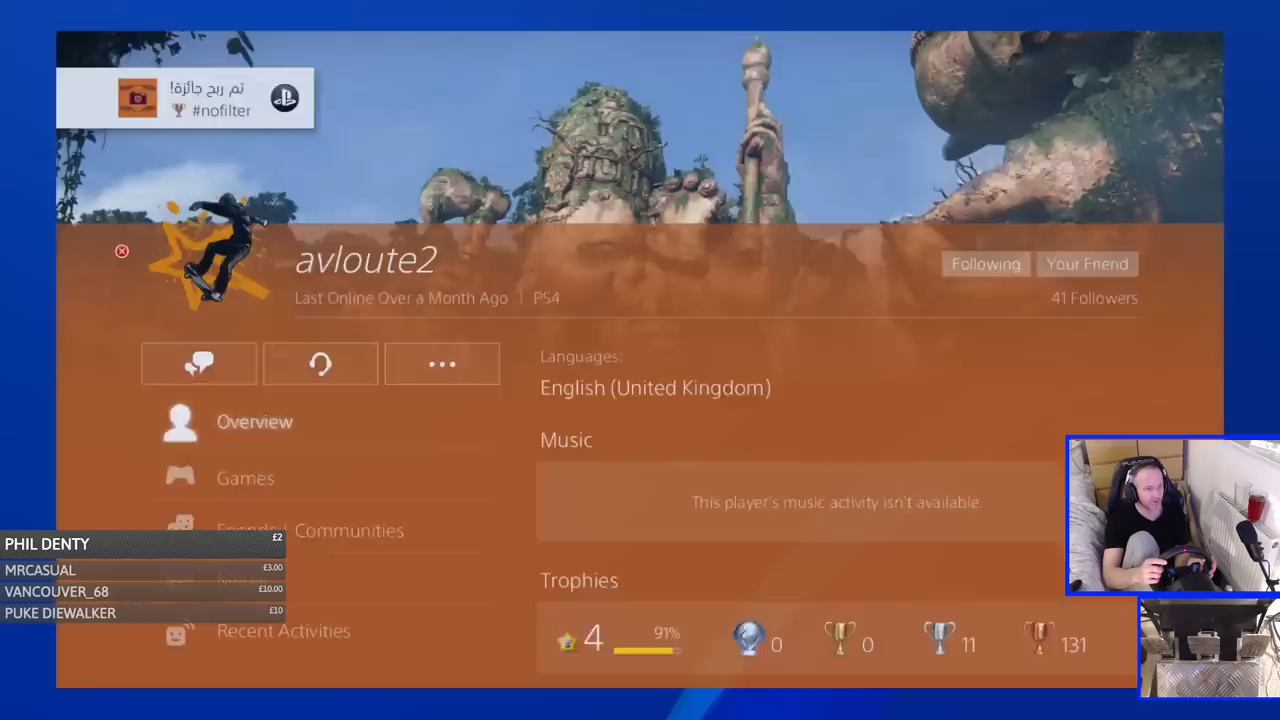 تم ربح جائزة!
#nofilter
avloute2
Last Online Over a Month Ago | PS4
Following
Your Friend
41 Followers
Languages:
English (United Kingdom)
Overview
Music
Games
This player's music activity isn't available.
Friends | Communities
PHIL DENTY £2
MRCASUAL £3.00
VANCOUVER_68 £10.00
PUKE DIEWALKER £10
Trophies
Recent Activities
4 91% 0 0 11 131